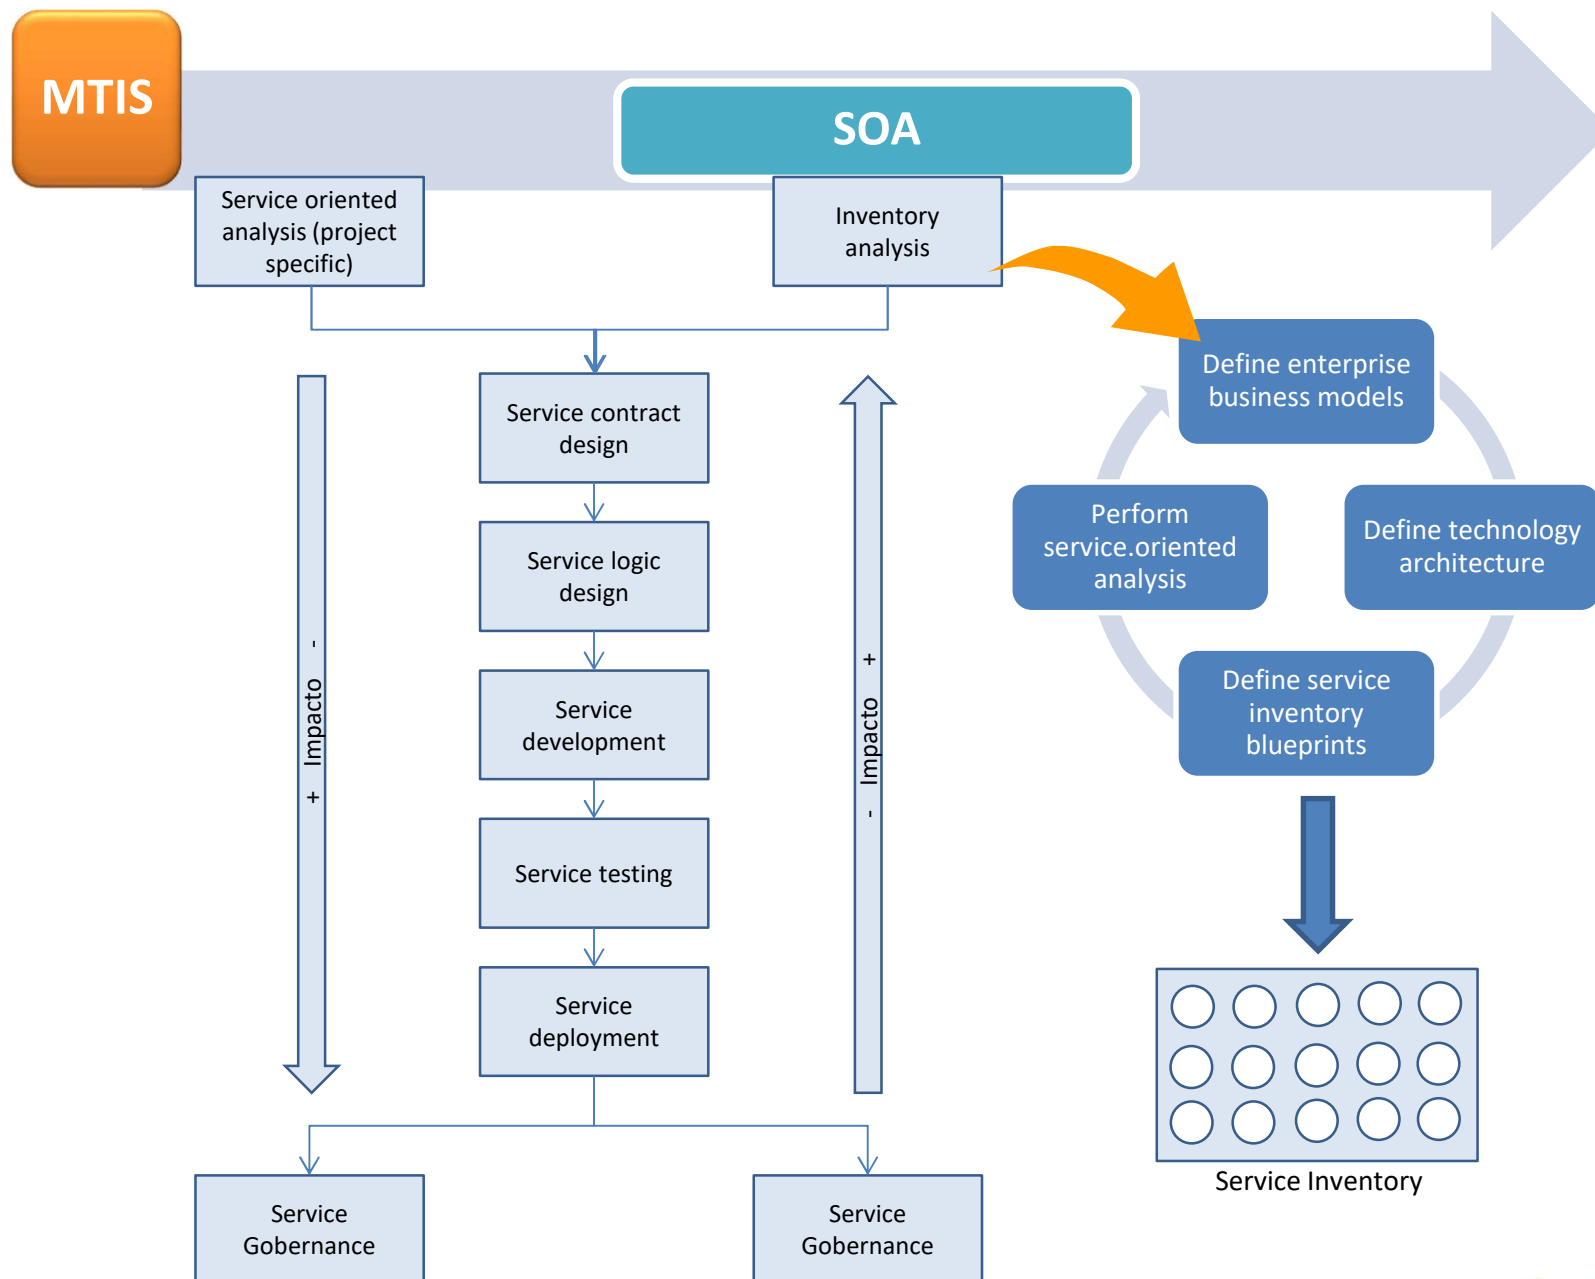 MTIS
SOA
Service oriented
analysis (project
specific)
Inventory
analysis
Service contract
design
Service logic
design
Service
development
Service testing
Service
deployment
Service
Gobernance
Service
Gobernance
+ Impacto -
- Impacto +
Define enterprise
business models
Define technology
architecture
Define service
inventory
blueprints
Perform
service.oriented
analysis
Service Inventory